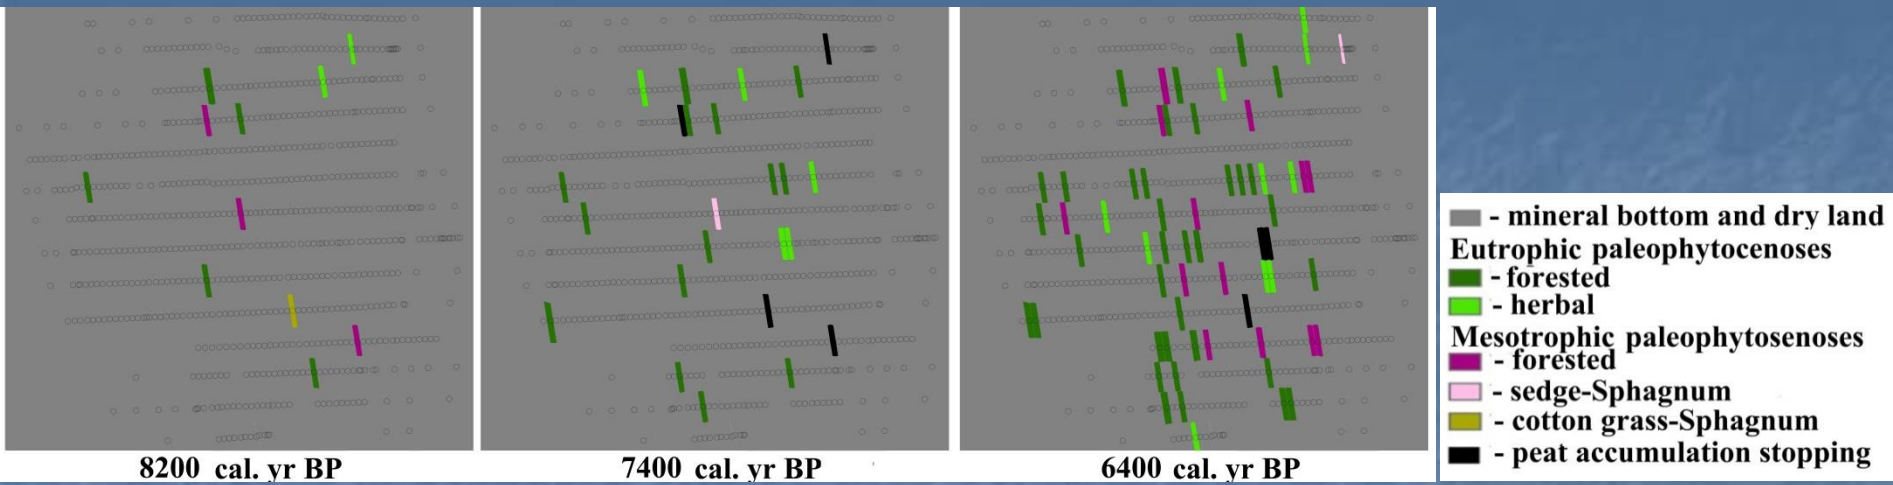 8200 cal. yr BP
7400 cal. yr BP
6400 cal. yr BP
- mineral bottom and dry land
Eutrophic paleophytocenoses
- forested
- herbal
Mesotrophic paleophytosenoses
- forested
- sedge-Sphagnum
- cotton grass-Sphagnum
- peat accumulation stopping